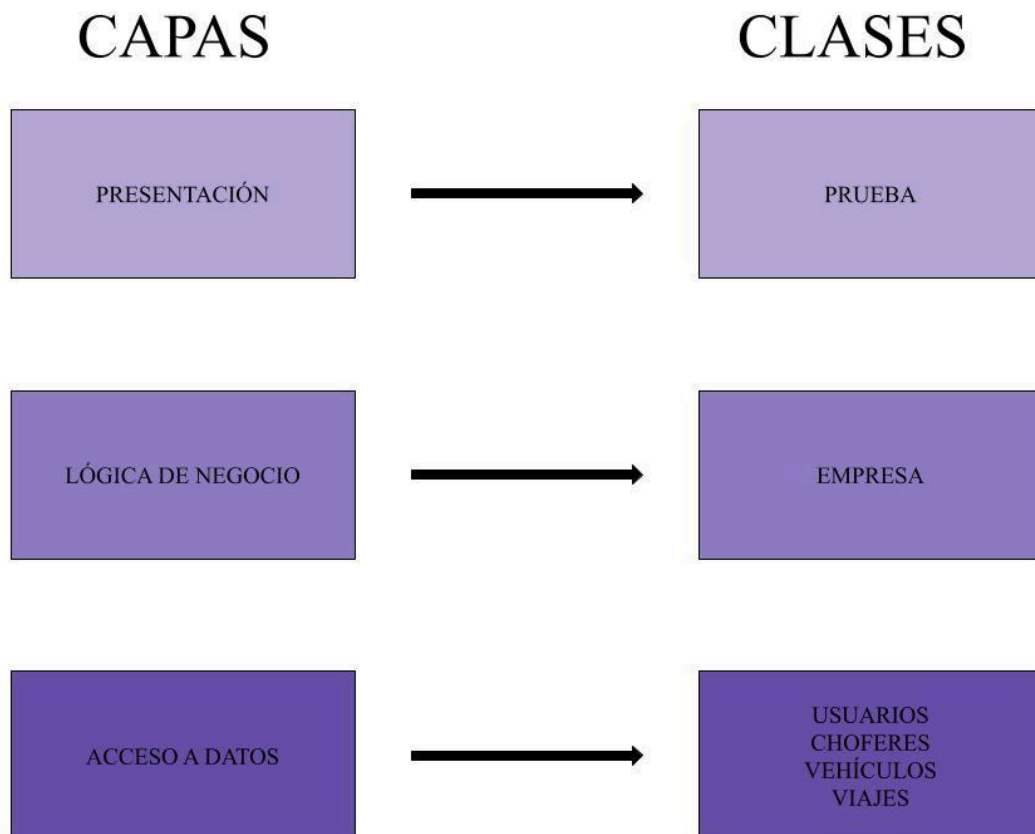 CAPAS
CLASES
PRESENTACIÓN
PRUEBA
LÓGICA DE NEGOCIO
EMPRESA
ACCESO A DATOS
USUARIOS
CHOFERES
VEHÍCULOS
VIAJES